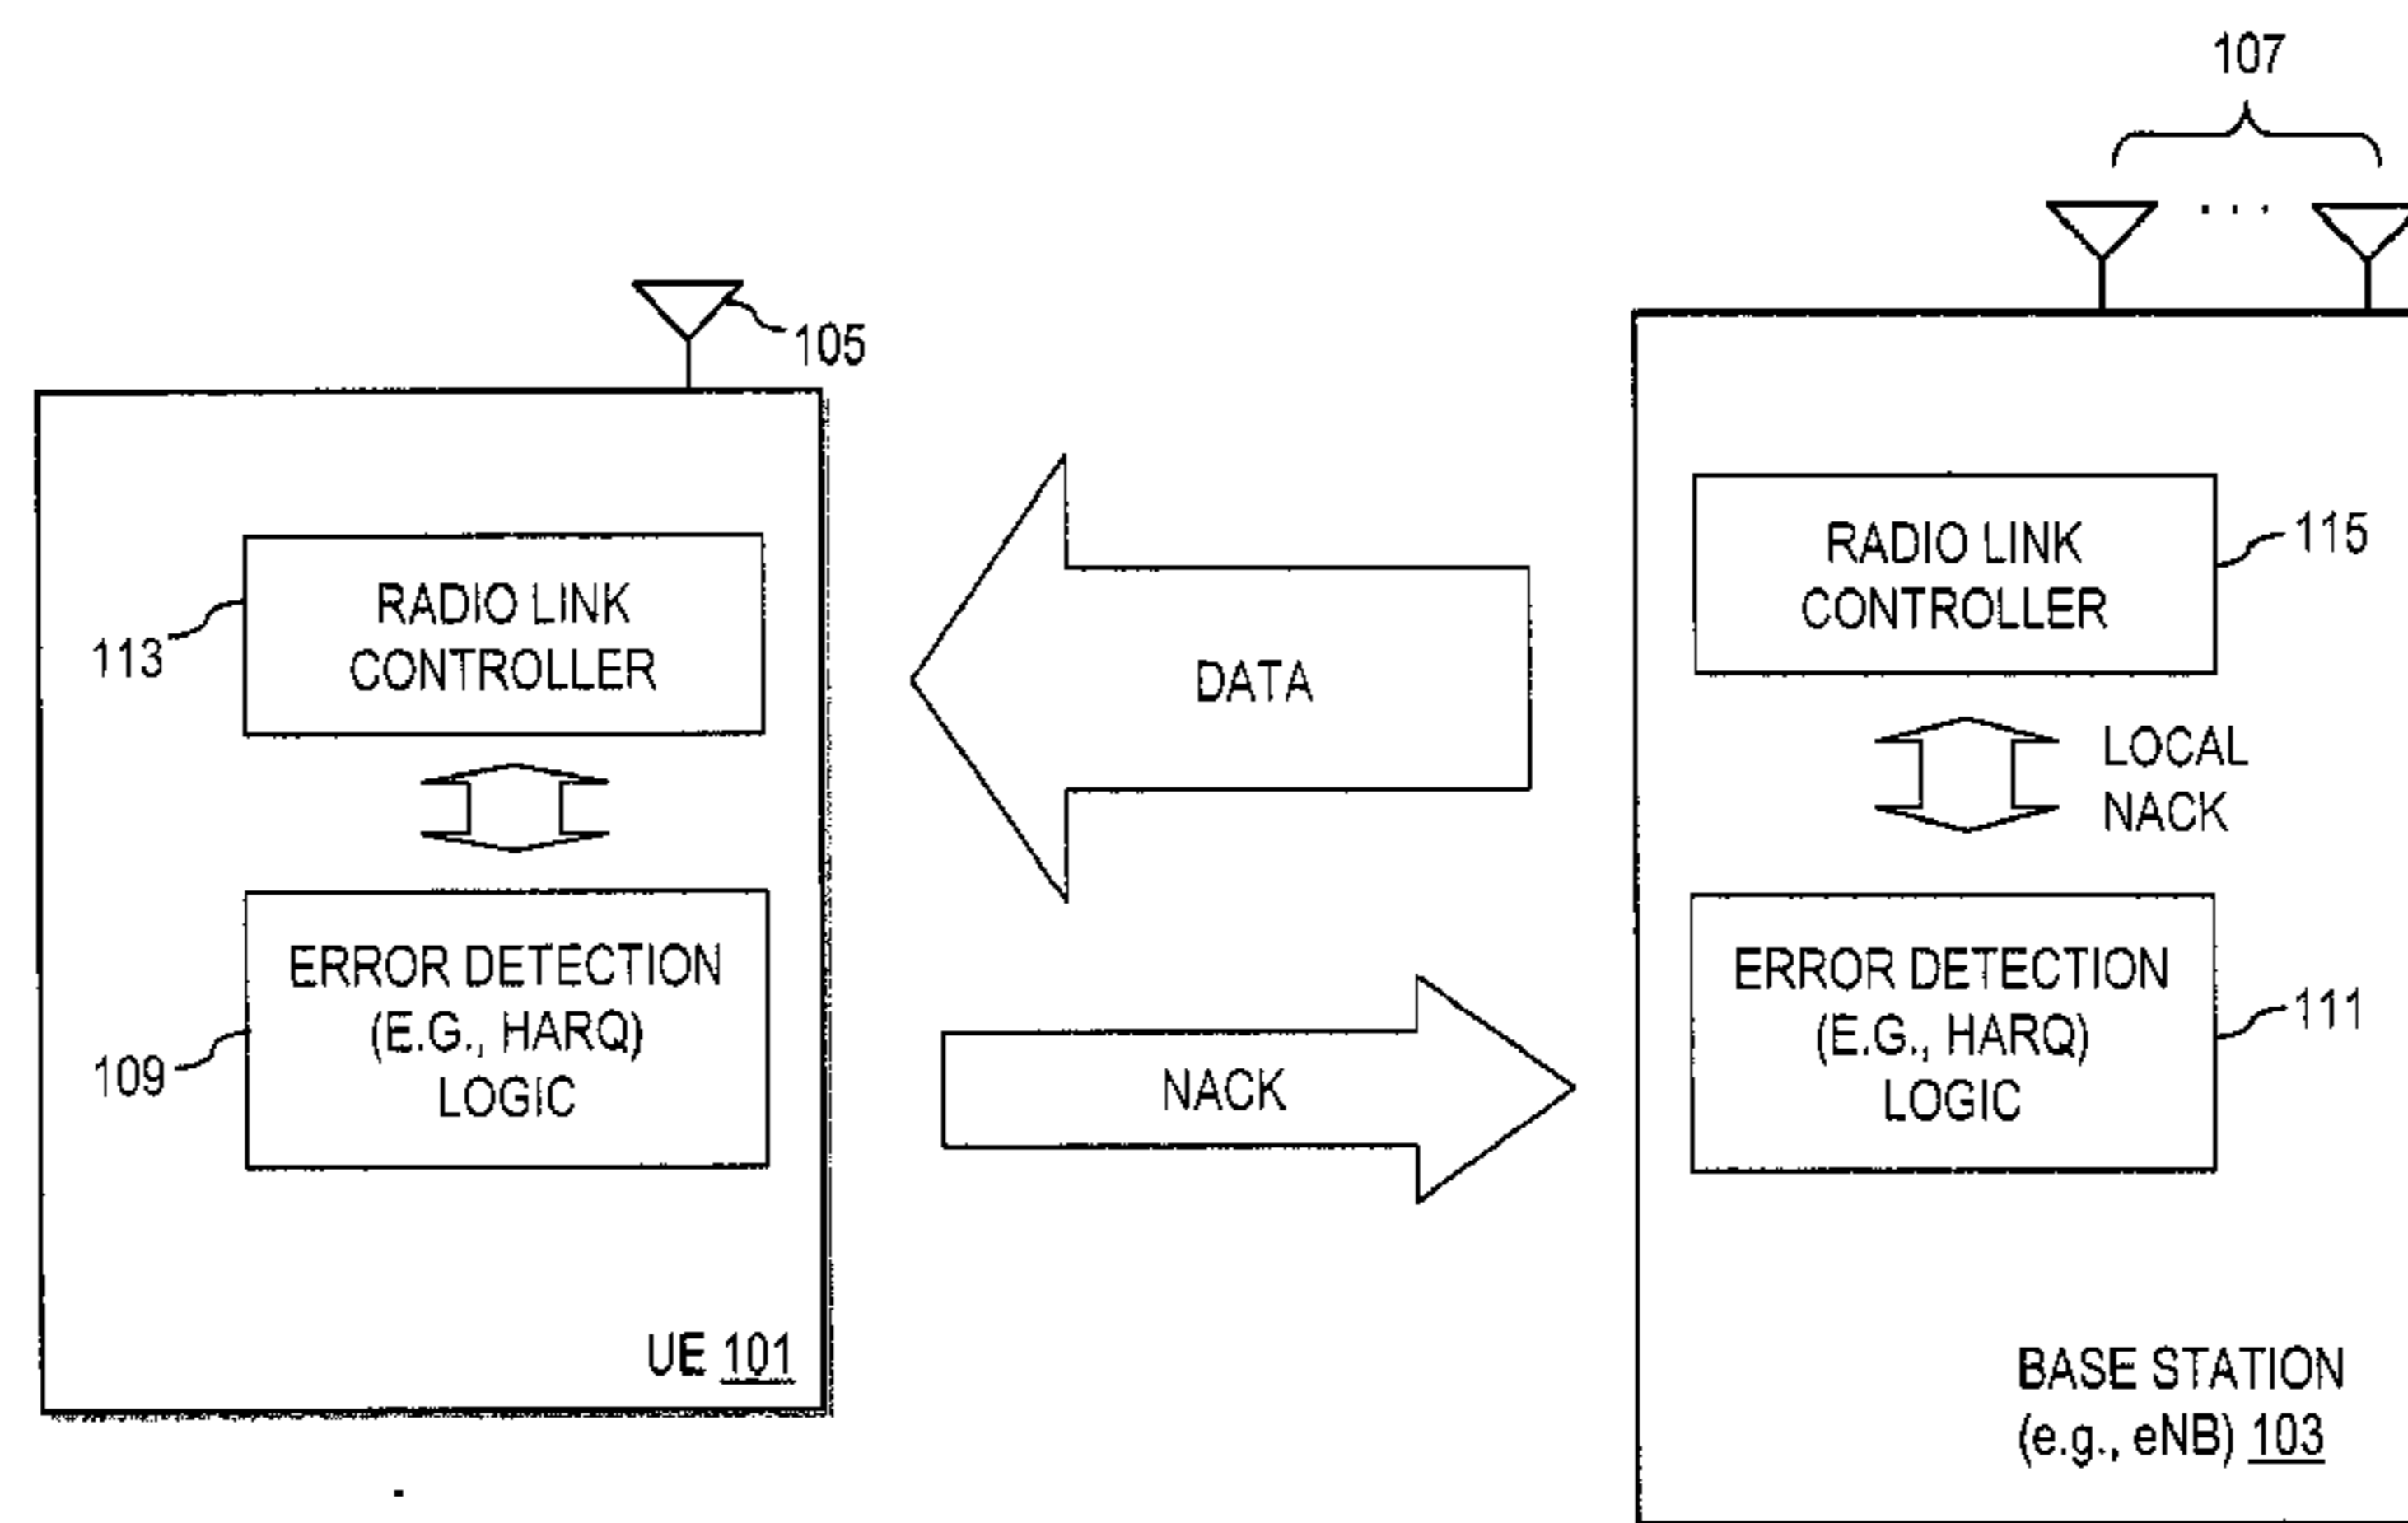 107
105
RADIO LINK
CONTROLLER
113
ERROR DETECTION
(E.G., HARQ)
LOGIC
109
UE 101
DATA
NACK
RADIO LINK
CONTROLLER
115
LOCAL
NACK
ERROR DETECTION
(E.G., HARQ)
LOGIC
111
BASE STATION
(e.g., eNB) 103